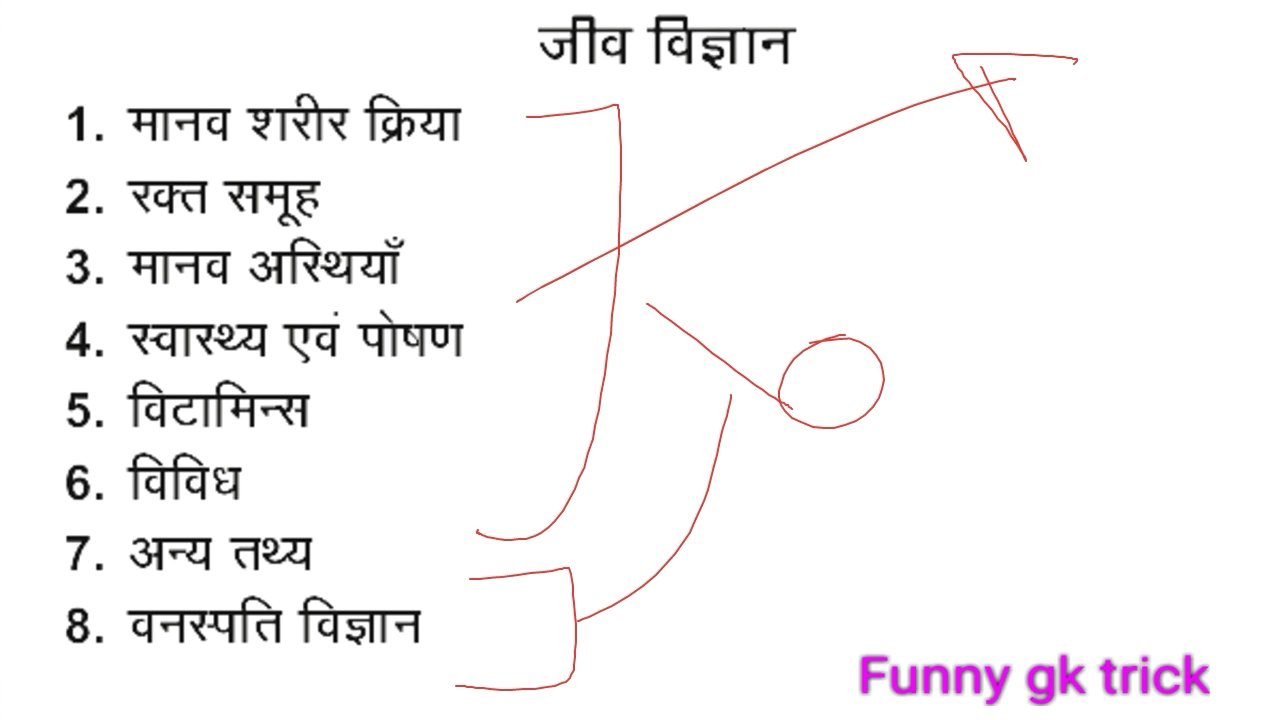 जीव विज्ञान
1. मानव शरीर क्रिया
2. रक्त समूह
3. मानव अस्थियाँ
4. स्वास्थ्य एवं पोषण
5. विटामिन्स
6. विविध
7. अन्य तथ्य
8. वनस्पति विज्ञान
Funny gk trick